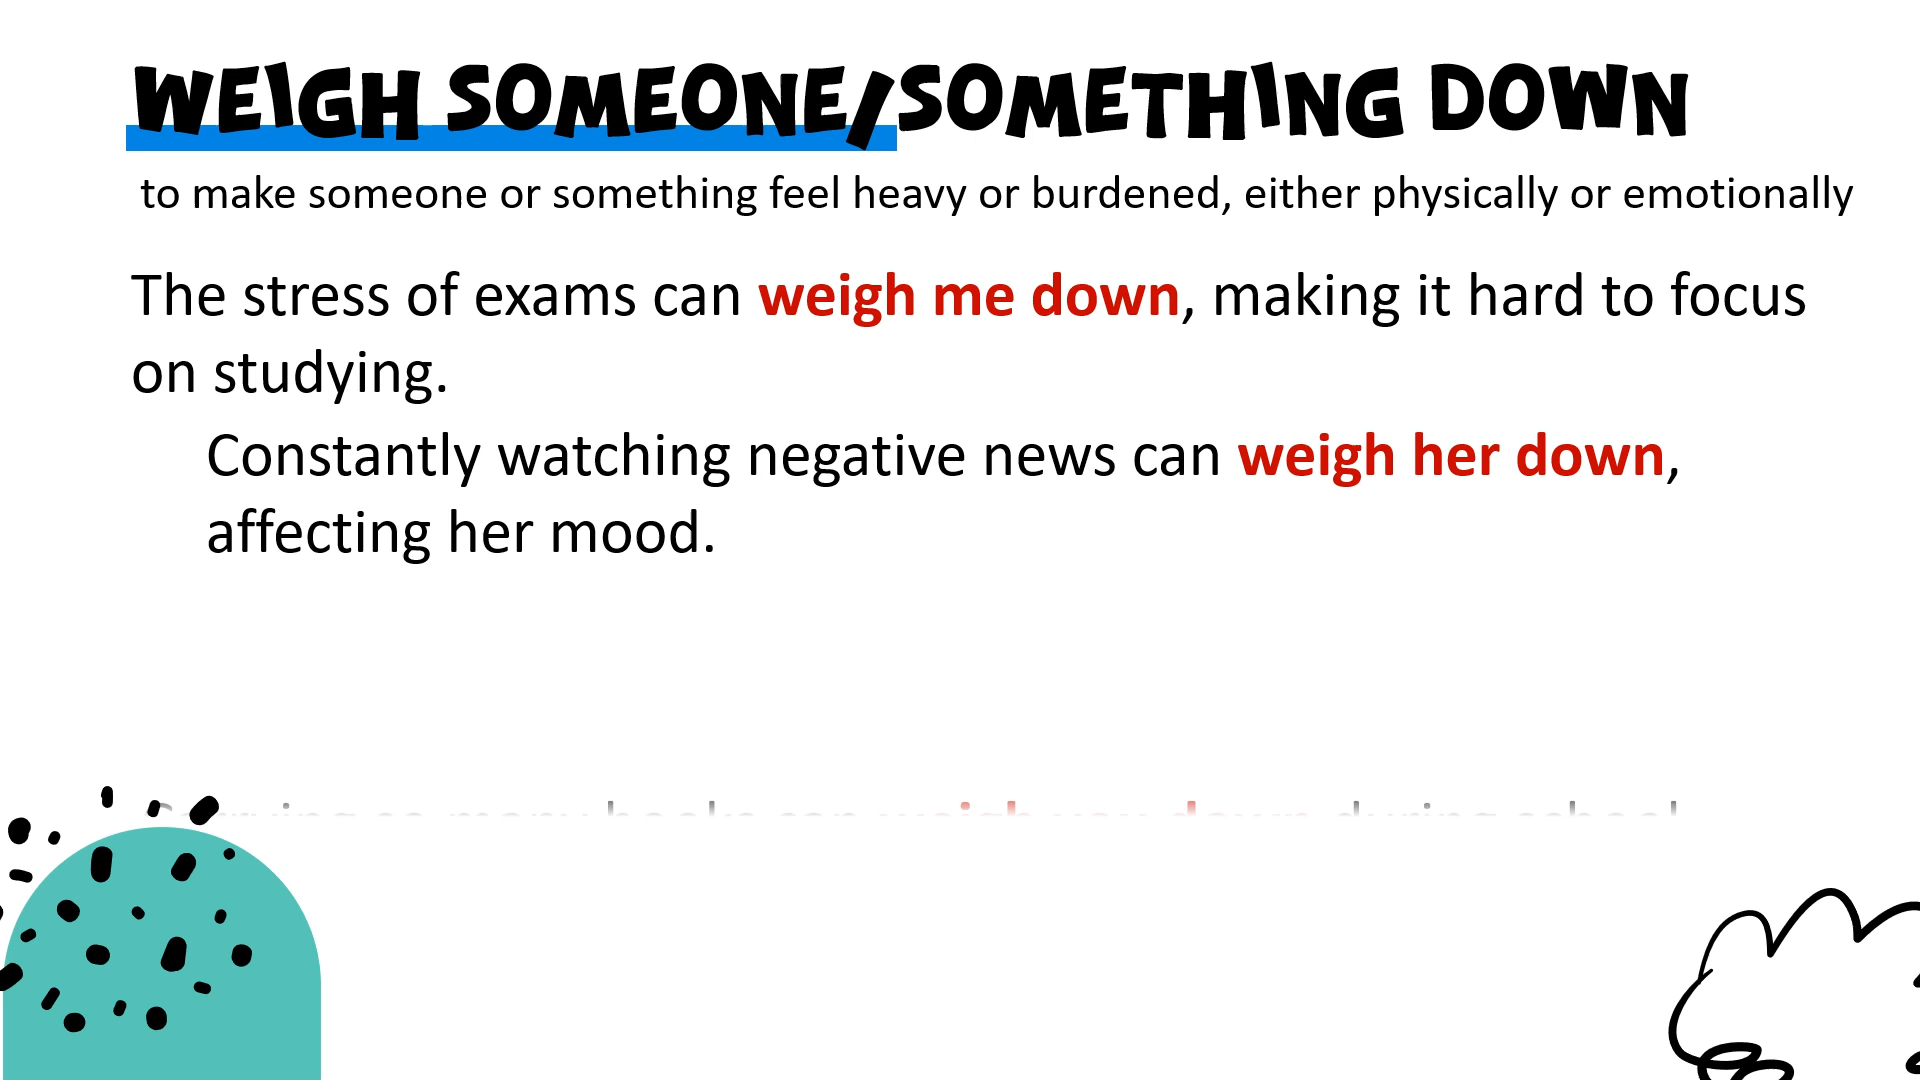 WEIGH SOMEONE/SOMETHING DOWN
to make someone or something feel heavy or burdened, either physically or emotionally
The stress of exams can weigh me down, making it hard to focus
on studying.
Constantly watching negative news can weigh her down,
affecting her mood.